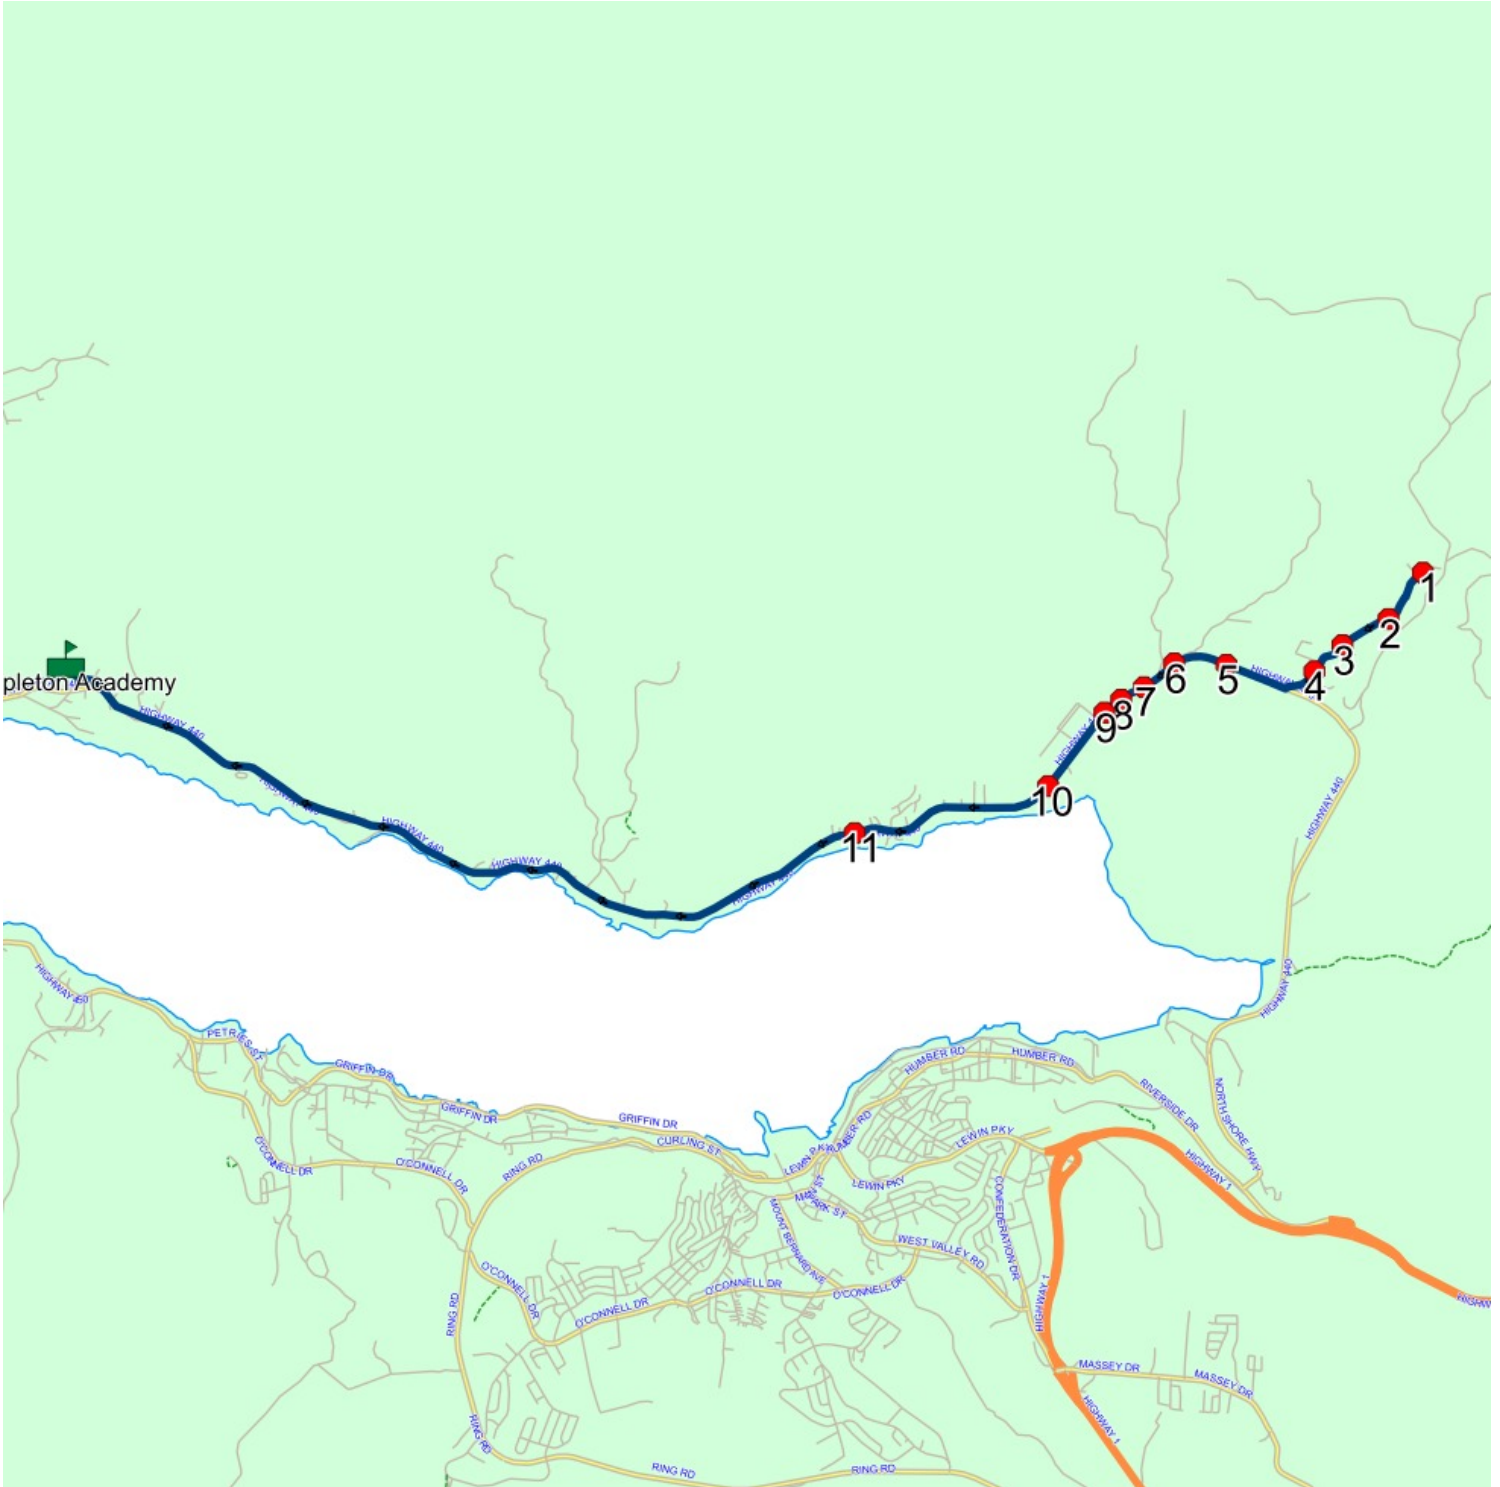 1
2
3
4
5
6
7
8
9
10
11
pleton Academy
HIGHWAY 440
HIGHWAY 440
HIGHWAY 440
HIGHWAY 440
HIGHWAY 440
HIGHWAY 440
HIGHWAY 460
PETRIES ST
GRIFFIN DR
GRIFFIN DR
GRIFFIN DR
CURLING ST
HUMBER RD
HUMBER RD
HUMBER RD
RIVERSIDE DR
NORTH SHORE HWY
LEWIN PKY
LEWIN PKY
LEWIN PKY
HIGHWAY 1
O'CONNELL DR
O'CONNELL DR
RING RD
MAIN ST
PARK ST
MOUNT BERNARD AVE
CONFEDERATION DR
WEST VALLEY RD
O'CONNELL DR
O'CONNELL DR
O'CONNELL DR
O'CONNELL DR
RING RD
HIGHWAY 1
MASSEY DR
MASSEY DR
HIGHWAY 1
RING RD
RING RD
RING RD